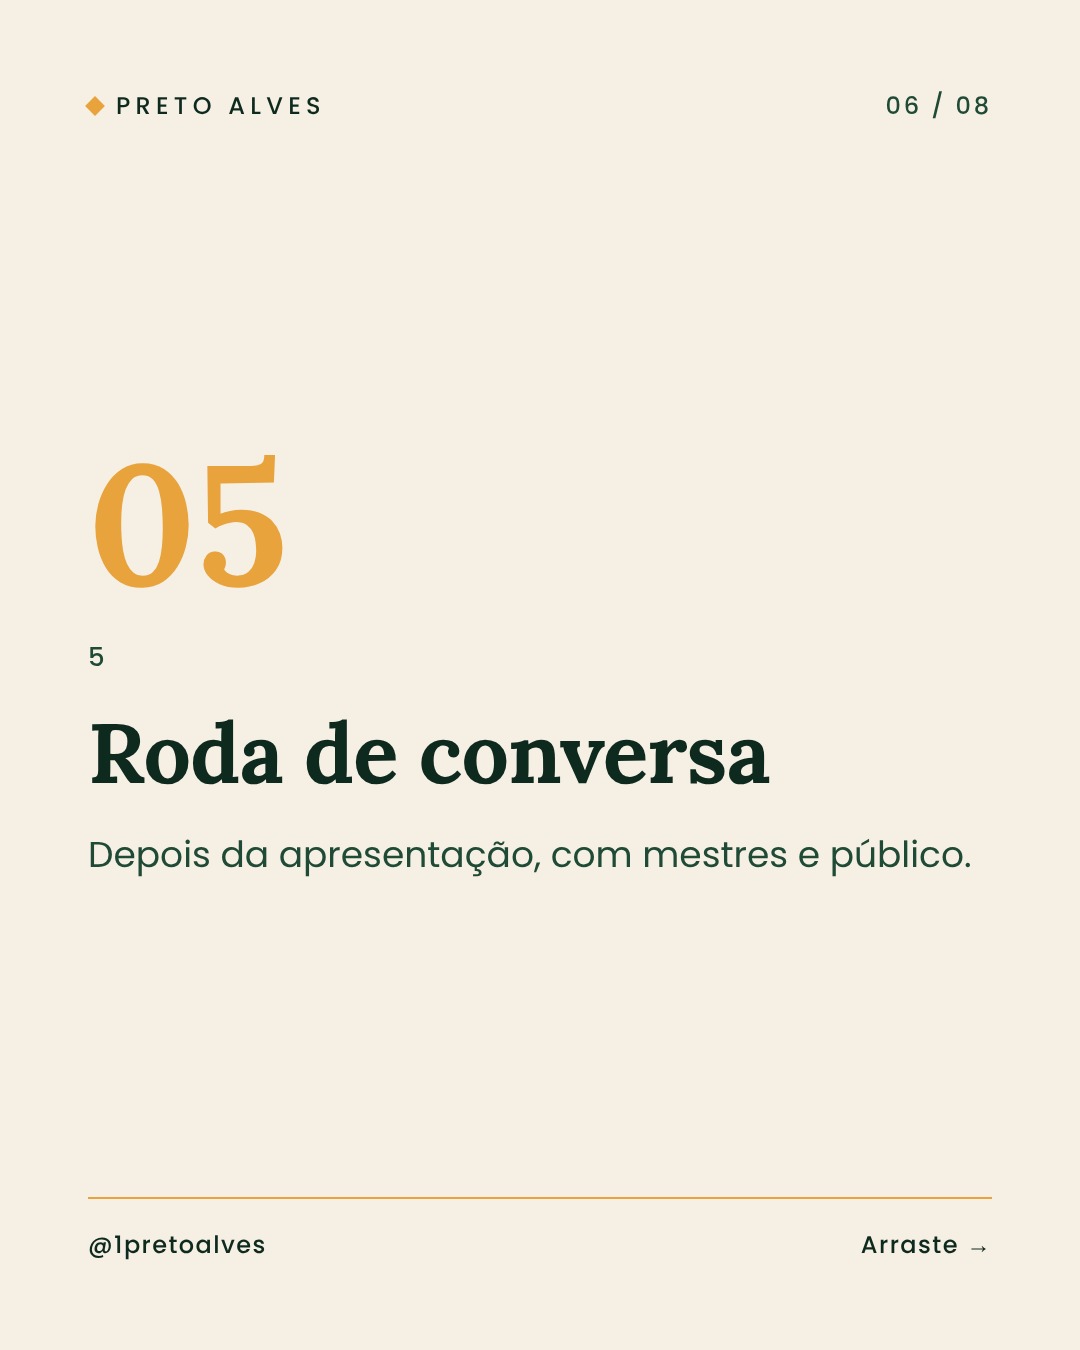 PRETO ALVES
06 / 08
05
5
Roda de conversa
Depois da apresentação, com mestres e público.
@1pretoalves
Arraste →